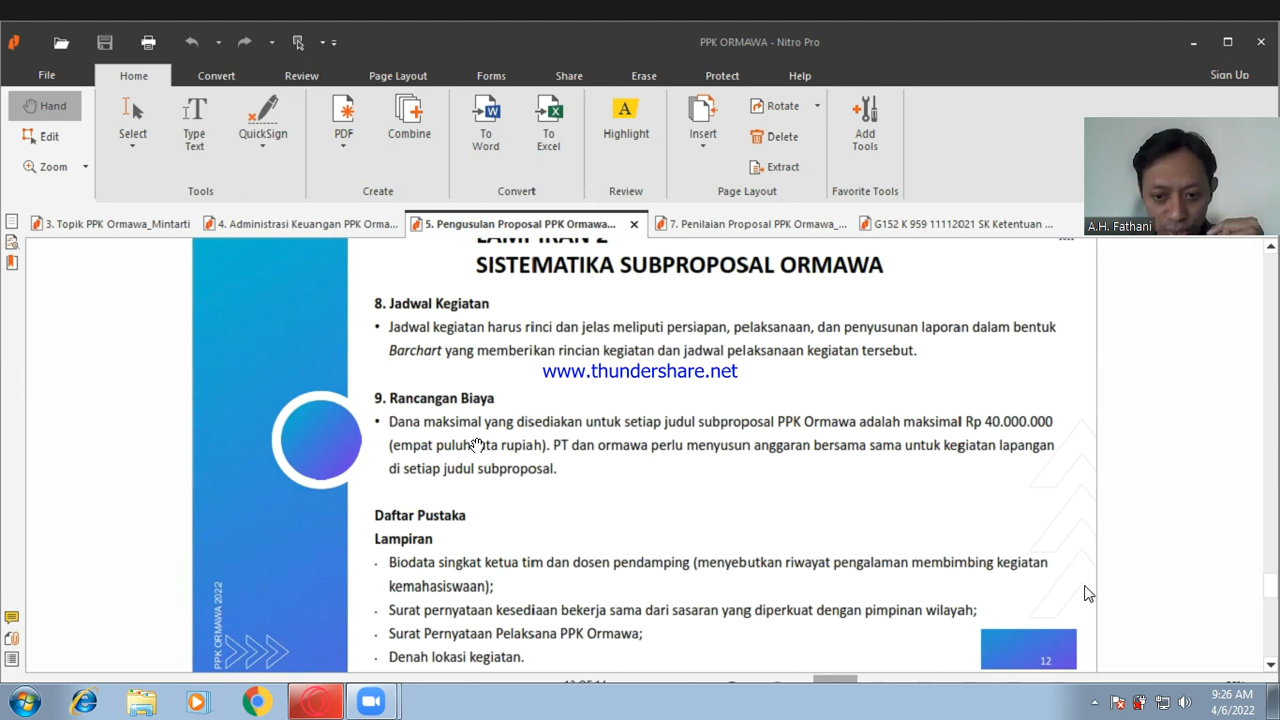 PPK ORMAWA - Nitro Pro
File
Home
Convert
Review
Page Layout
Forms
Share
Erase
Protect
Help
Sian Up
Hand
Edit
Zoom
Select
Type Text
QuickSign
Tools
PDF
Combine
Create
To Word
To Excel
Convert
Highlight
Review
Insert
Rotate
Delete
Extract
Page Layout
Add Tools
Favorite Tools
A.H. Fathani
3. Topik PPK Ormawa_Mintarti
4. Administrasi Keuangan PPK Orma...
5. Pengusulan Proposal PPK Ormawa...
7. Penilaian Proposal PPK Ormawa_...
G152 K 959 11112021 SK Ketentuan ...
LAMPIRAN 2
SISTEMATIKA SUBPROPOSAL ORMAWA
8. Jadwal Kegiatan
• Jadwal kegiatan harus rinci dan jelas meliputi persiapan, pelaksanaan, dan penyusunan laporan dalam bentuk
Barchart yang memberikan rincian kegiatan dan jadwal pelaksanaan kegiatan tersebut.
www.thundershare.net
9. Rancangan Biaya
• Dana maksimal yang disediakan untuk setiap judul subproposal PPK Ormawa adalah maksimal Rp 40.000.000
(empat puluh rupiah). PT dan ormawa perlu menyusun anggaran bersama sama untuk kegiatan lapangan
di setiap judul subproposal.
Daftar Pustaka
Lampiran
. Biodata singkat ketua tim dan dosen pendamping (menyebutkan riwayat pengalaman membimbing kegiatan
kemahasiswaan);
. Surat pernyataan kesediaan bekerja sama dari sasaran yang diperkuat dengan pimpinan wilayah;
. Surat Pernyataan Pelaksana PPK Ormawa;
. Denah lokasi kegiatan.
PPK ORMAWA 2022
12
9:26 AM
4/6/2022